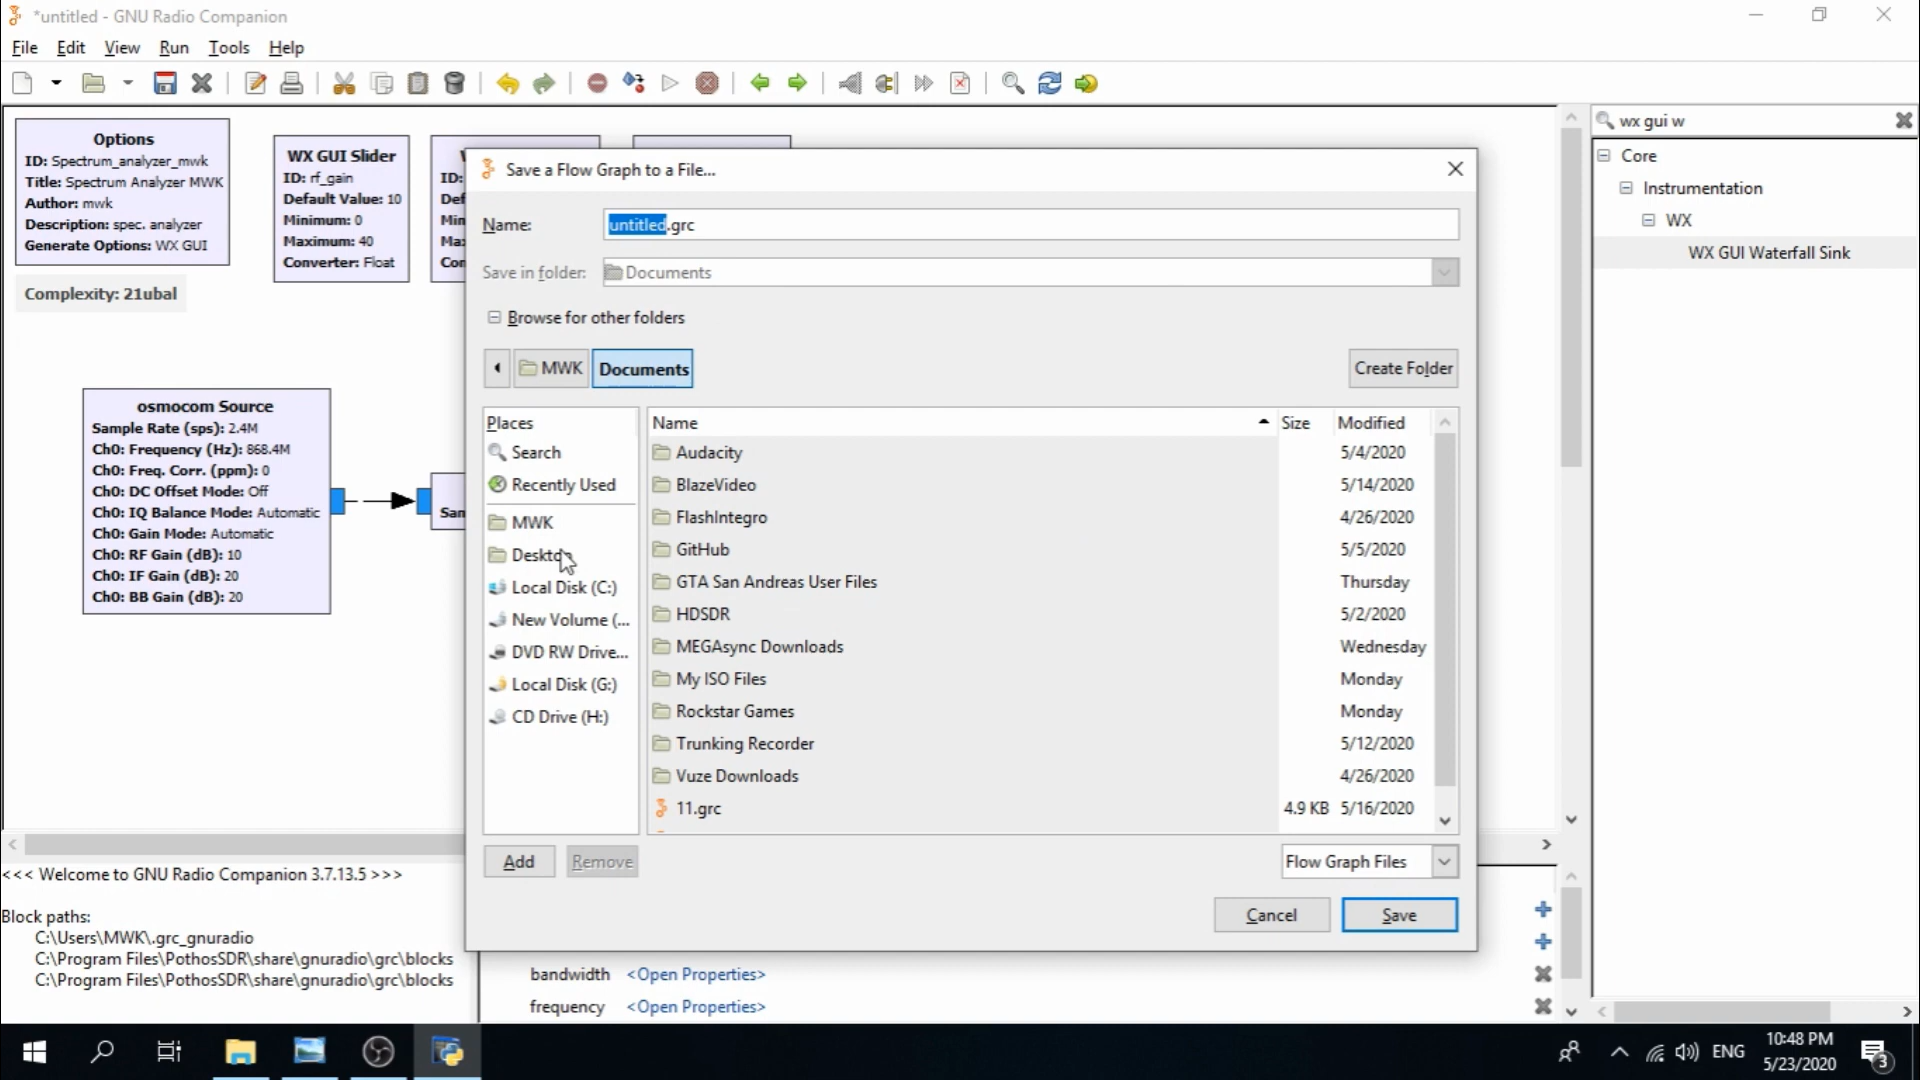 *untitled - GNU Radio Companion
File Edit View Run Tools Help
Options
ID: Spectrum_analyzer_mwk
Title: Spectrum Analyzer MWK
Author: mwk
Description: spec. analyzer
Generate Options: WX GUI
Complexity: 21ubal
WX GUI Slider
ID: rf_gain
Default Value: 10
Minimum: 0
Maximum: 40
Converter: Float
ID:
Def
Min
Ma:
Con
osmocom Source
Sample Rate (sps): 2.4M
Ch0: Frequency (Hz): 868.4M
Ch0: Freq. Corr. (ppm): 0
Ch0: DC Offset Mode: Off
Ch0: IQ Balance Mode: Automatic
Ch0: Gain Mode: Automatic
Ch0: RF Gain (dB): 10
Ch0: IF Gain (dB): 20
Ch0: BB Gain (dB): 20
San
Save a Flow Graph to a File...
Name: untitled.grc
Save in folder: Documents
Browse for other folders
MWK Documents Create Folder
Places
Search
Recently Used
MWK
Desktop
Local Disk (C:)
New Volume (...
DVD RW Drive...
Local Disk (G:)
CD Drive (H:)
Name Size Modified
Audacity 5/4/2020
BlazeVideo 5/14/2020
FlashIntegro 4/26/2020
GitHub 5/5/2020
GTA San Andreas User Files Thursday
HDSDR 5/2/2020
MEGAsync Downloads Wednesday
My ISO Files Monday
Rockstar Games Monday
Trunking Recorder 5/12/2020
Vuze Downloads 4/26/2020
11.grc 4.9 KB 5/16/2020
Add Remove Flow Graph Files
Cancel Save
wx gui w
Core
Instrumentation
WX
WX GUI Waterfall Sink
<<< Welcome to GNU Radio Companion 3.7.13.5 >>>
Block paths:
C:\Users\MWK\.grc_gnuradio
C:\Program Files\PothosSDR\share\gnuradio\grc\blocks
C:\Program Files\PothosSDR\share\gnuradio\grc\blocks
bandwidth <Open Properties>
frequency <Open Properties>
ENG
10:48 PM
5/23/2020
3